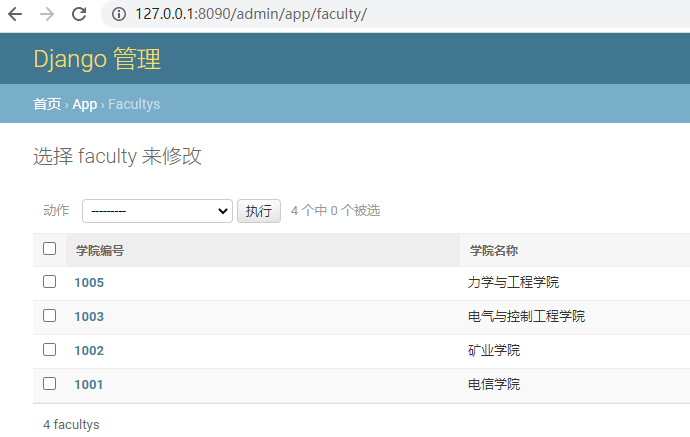 127.0.0.1:8090/admin/app/faculty/
Django 管理
首页 › App › Facultys
选择 faculty 来修改
动作 --------- 执行 4 个中 0 个被选
学院编号 学院名称
1005 力学与工程学院
1003 电气与控制工程学院
1002 矿业学院
1001 电信学院
4 facultys